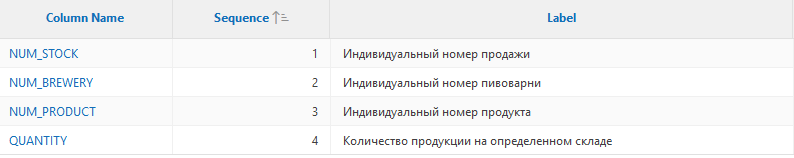 Column Name Sequence Label
NUM_STOCK 1 Индивидуальный номер продажи
NUM_BREWERY 2 Индивидуальный номер пивоварни
NUM_PRODUCT 3 Индивидуальный номер продукта
QUANTITY 4 Количество продукции на определенном складе